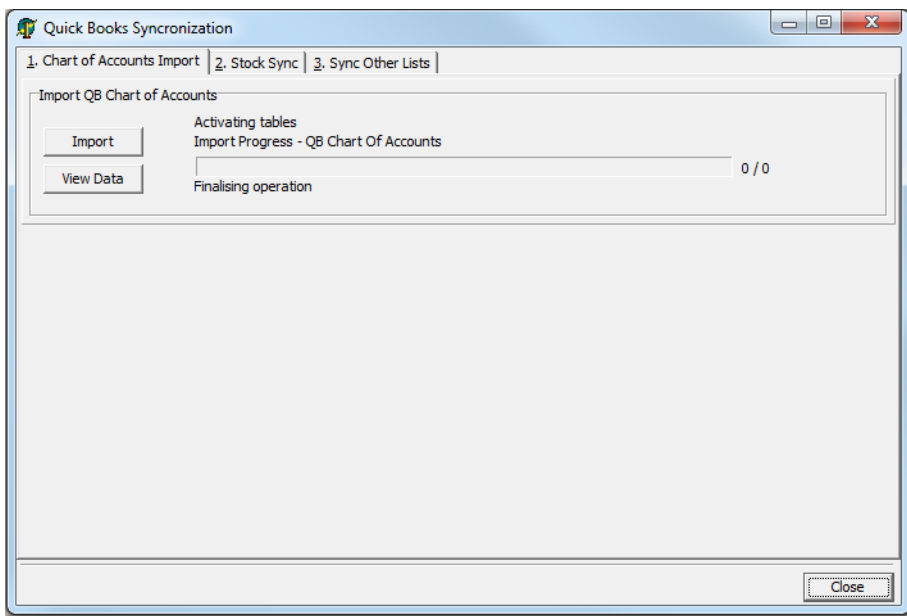 Quick Books Syncronization
1. Chart of Accounts Import 2. Stock Sync 3. Sync Other Lists
Import QB Chart of Accounts
Activating tables
Import Import Progress - QB Chart Of Accounts
0 / 0
View Data
Finalising operation
Close